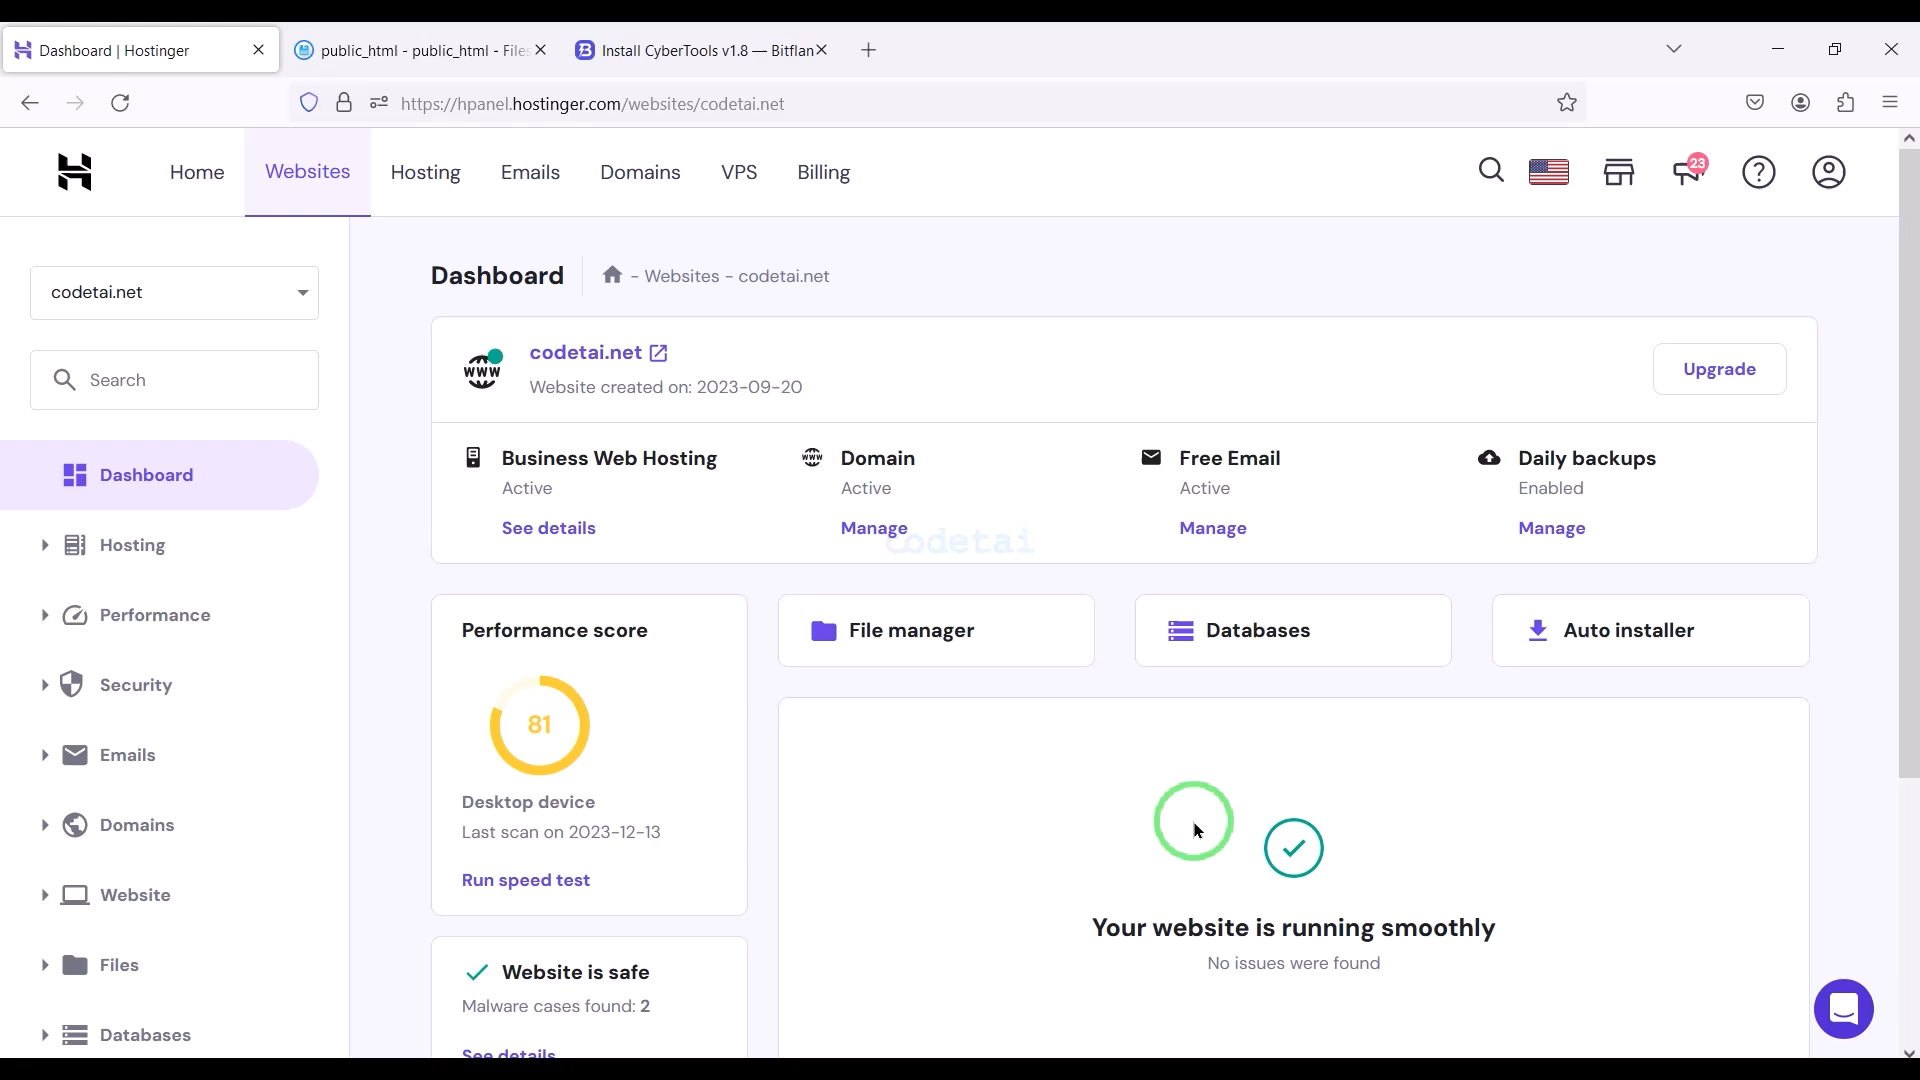 Dashboard | Hostinger
public_html - public_html - Files
Install CyberTools v1.8 — Bitflan
https://hpanel.hostinger.com/websites/codetai.net
Home
Websites
Hosting
Emails
Domains
VPS
Billing
23
codetai.net
Search
Dashboard
Hosting
Performance
Security
Emails
Domains
Website
Files
Databases
Dashboard
- Websites - codetai.net
www
codetai.net
Website created on: 2023-09-20
Upgrade
Business Web Hosting
Active
See details
www
Domain
Active
Manage
Free Email
Active
Manage
Daily backups
Enabled
Manage
codetai
Performance score
81
Desktop device
Last scan on 2023-12-13
Run speed test
File manager
Databases
Auto installer
Your website is running smoothly
No issues were found
Website is safe
Malware cases found: 2
See details